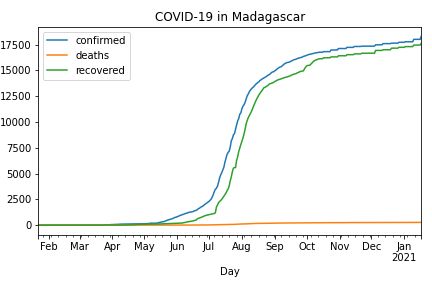 COVID-19 in Madagascar
confirmed
deaths
recovered
17500
15000
12500
10000
7500
5000
2500
0
Feb Mar Apr May Jun Jul Aug Sep Oct Nov Dec Jan
2021
Day